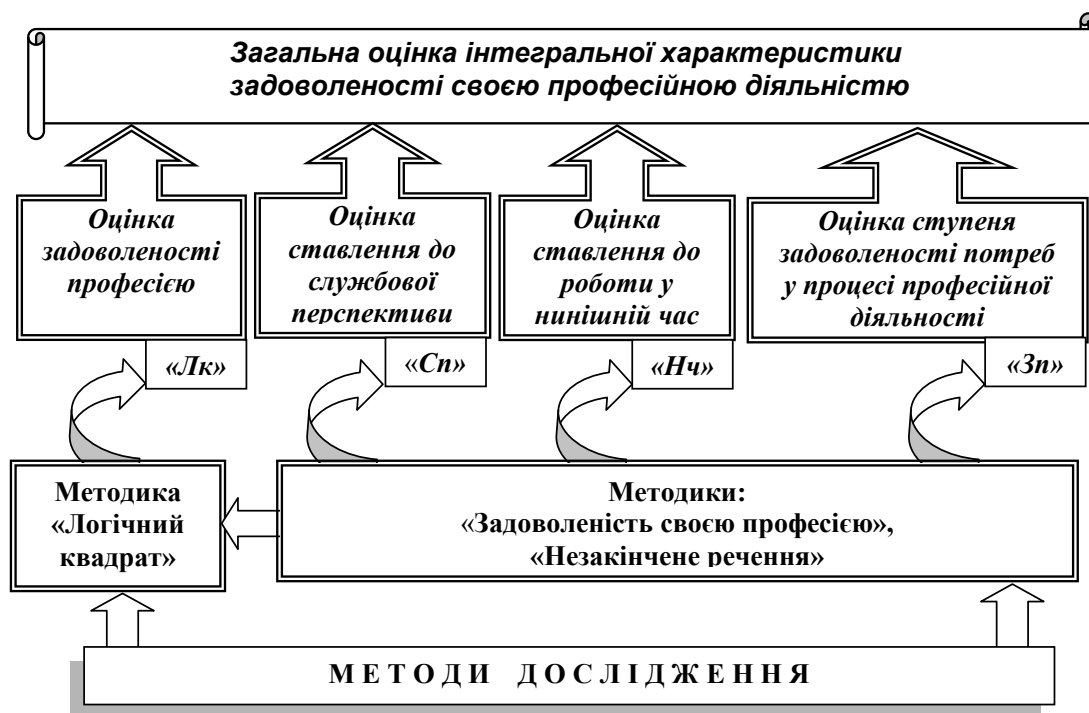 Загальна оцінка інтегральної характеристики
задоволеності своєю професійною діяльністю
Оцінка
задоволеності
професією
Оцінка
ставлення до
службової
перспективи
Оцінка
ставлення до
роботи у
нинішній час
Оцінка ступеня
задоволеності потреб
у процесі професійної
діяльності
«Лк»
«Сп»
«Нч»
«Зп»
Методика
«Логічний
квадрат»
Методики:
«Задоволеність своєю професією»,
«Незакінчене речення»
МЕТОДИ ДОСЛІДЖЕННЯ